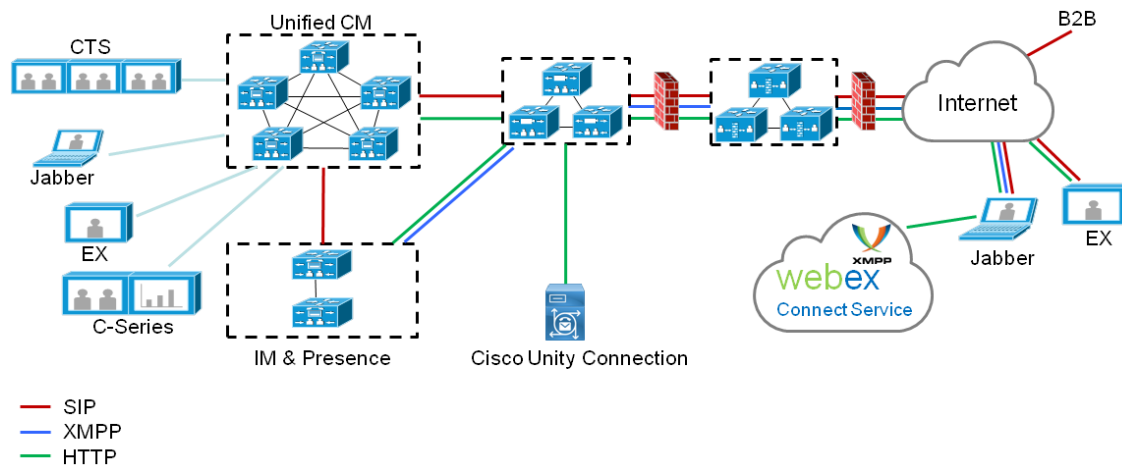 Unified CM
B2B
CTS
Internet
Jabber
EX
C-Series
IM & Presence
Cisco Unity Connection
XMPP
webex
Connect Service
Jabber
EX
SIP
XMPP
HTTP